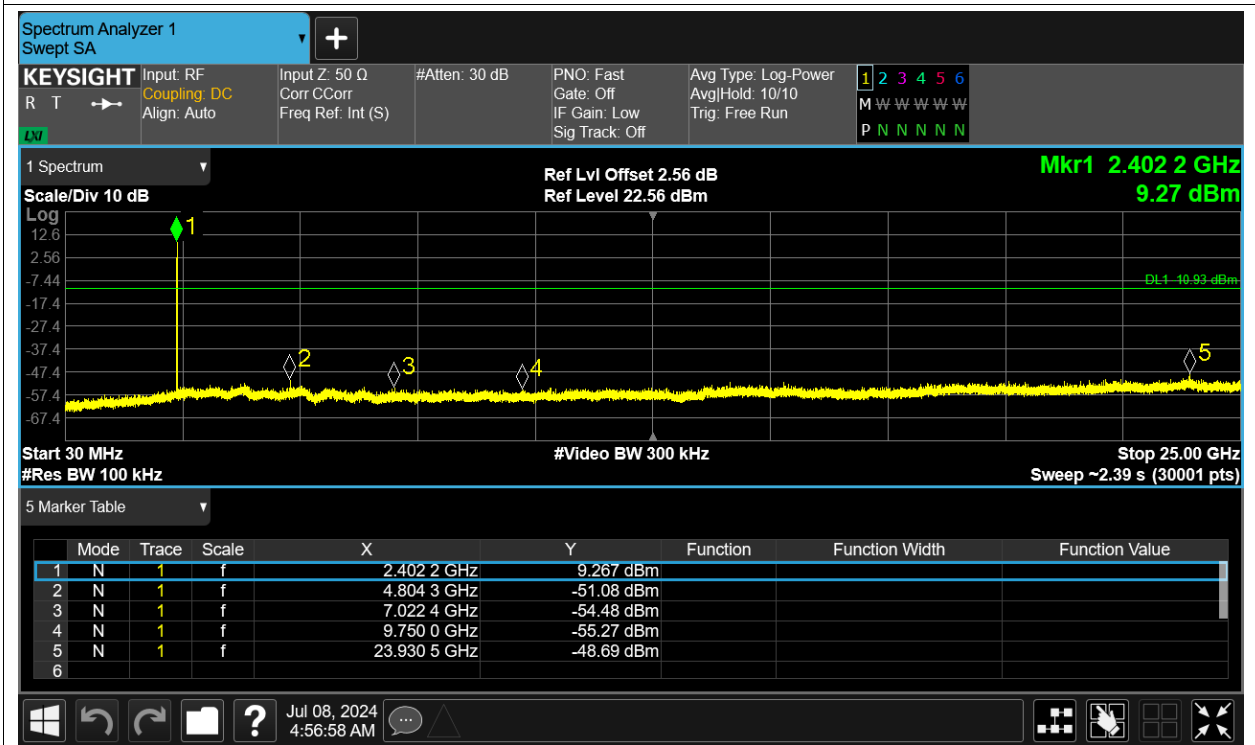 Spectrum Analyzer 1
Swept SA
KEYSIGHT Input: RF Input Z: 50 Ω #Atten: 30 dB PNO: Fast Avg Type: Log-Power 1 2 3 4 5 6
R T Coupling: DC Corr CCorr Gate: Off Avg|Hold: 10/10 M W W W W W
Align: Auto Freq Ref: Int (S) IF Gain: Low Trig: Free Run
LXI Sig Track: Off P N N N N N
1 Spectrum Ref Lvl Offset 2.56 dB Mkr1 2.402 2 GHz
Scale/Div 10 dB Ref Level 22.56 dBm 9.27 dBm
Log
1
12.6
2.56
-7.44
DL1 -10.93 dBm
-17.4
-27.4
-37.4
2 3 4 5
-47.4
-57.4
-67.4
Start 30 MHz #Video BW 300 kHz Stop 25.00 GHz
#Res BW 100 kHz Sweep ~2.39 s (30001 pts)
5 Marker Table
Mode Trace Scale X Y Function Function Width Function Value
1 N 1 f 2.402 2 GHz 9.267 dBm
2 N 1 f 4.804 3 GHz -51.08 dBm
3 N 1 f 7.022 4 GHz -54.48 dBm
4 N 1 f 9.750 0 GHz -55.27 dBm
5 N 1 f 23.930 5 GHz -48.69 dBm
6
? Jul 08, 2024
4:56:58 AM